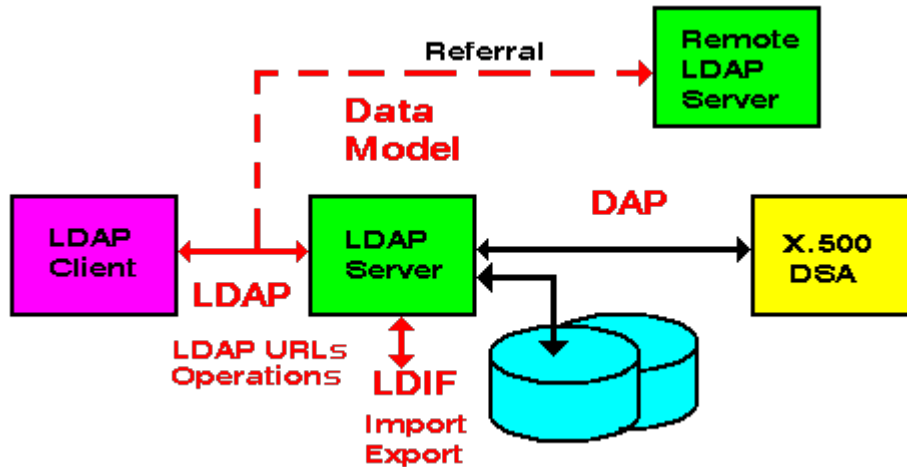 Referral
Remote
LDAP
Server
Data
Model
LDAP
Client
LDAP
Server
DAP
X.500
DSA
LDAP
LDAP URLs
Operations
LDIF
Import
Export